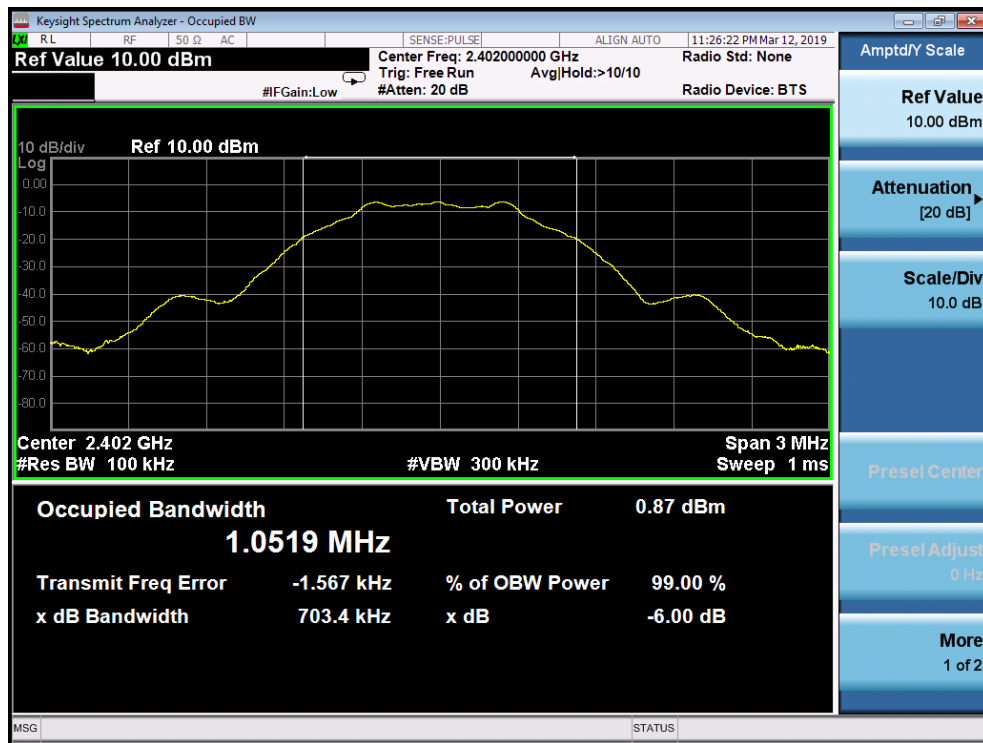 Keysight Spectrum Analyzer - Occupied BW
LXI RL RF 50 Ω AC SENSE:PULSE ALIGN AUTO 11:26:22 PM Mar 12, 2019
Ref Value 10.00 dBm
Center Freq: 2.402000000 GHz
Radio Std: None
Trig: Free Run Avg|Hold:>10/10
#IFGain:Low #Atten: 20 dB Radio Device: BTS
10 dB/div Ref 10.00 dBm
Log
0.00
-10.0
-20.0
-30.0
-40.0
-50.0
-60.0
-70.0
-80.0
Center 2.402 GHz Span 3 MHz
#Res BW 100 kHz #VBW 300 kHz Sweep 1 ms
Occupied Bandwidth Total Power 0.87 dBm
1.0519 MHz
Transmit Freq Error -1.567 kHz % of OBW Power 99.00 %
x dB Bandwidth 703.4 kHz x dB -6.00 dB
MSG STATUS
Amptd/Y Scale
Ref Value
10.00 dBm
Attenuation
[20 dB]
Scale/Div
10.0 dB
Presel Center
Presel Adjust
0 Hz
More
1 of 2